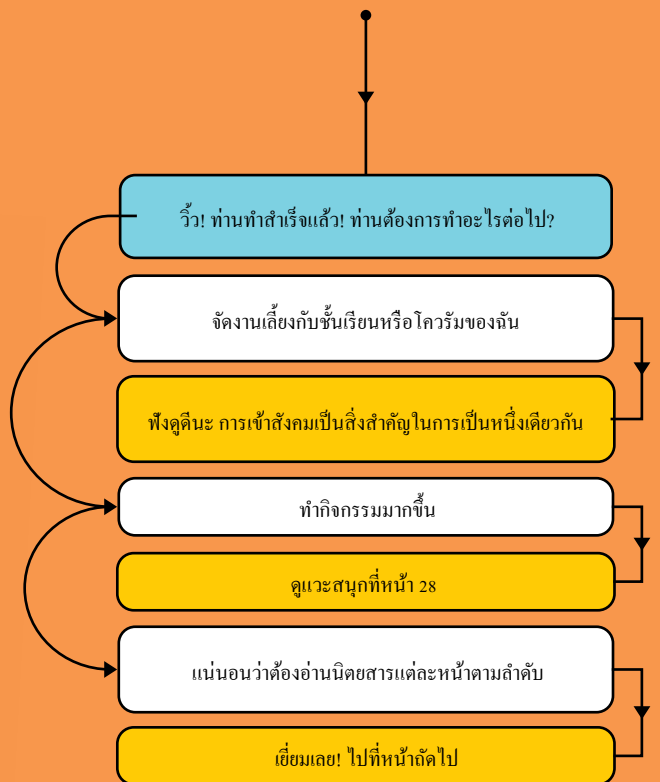 วิ้ว! ท่านทำสำเร็จแล้ว! ท่านต้องการทำอะไรต่อไป?
จัดงานเลี้ยงกับชั้นเรียนหรือโควรัมของฉัน
ฟังดูดีนะ การเข้าสังคมเป็นสิ่งสำคัญในการเป็นหนึ่งเดียวกัน
ทำกิจกรรมมากขึ้น
ดูแวะสนุกที่หน้า 28
แน่นอนว่าต้องอ่านนิตยสารแต่ละหน้าตามลำดับ
เยี่ยมเลย! ไปที่หน้าถัดไป